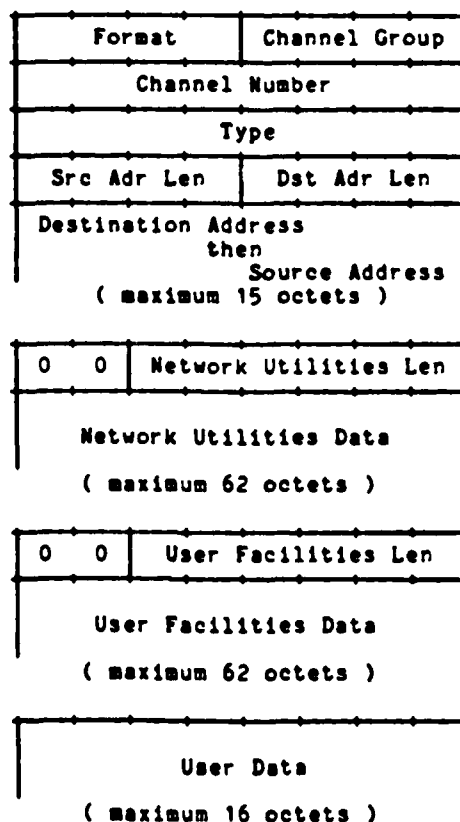 Format Channel Group
Channel Number
Type
Src Adr Len Dst Adr Len
Destination Address
then
Source Address
( maximum 15 octets )
0 0 Network Utilities Len
Network Utilities Data
( maximum 62 octets )
0 0 User Facilities Len
User Facilities Data
( maximum 62 octets )
User Data
( maximum 16 octets )